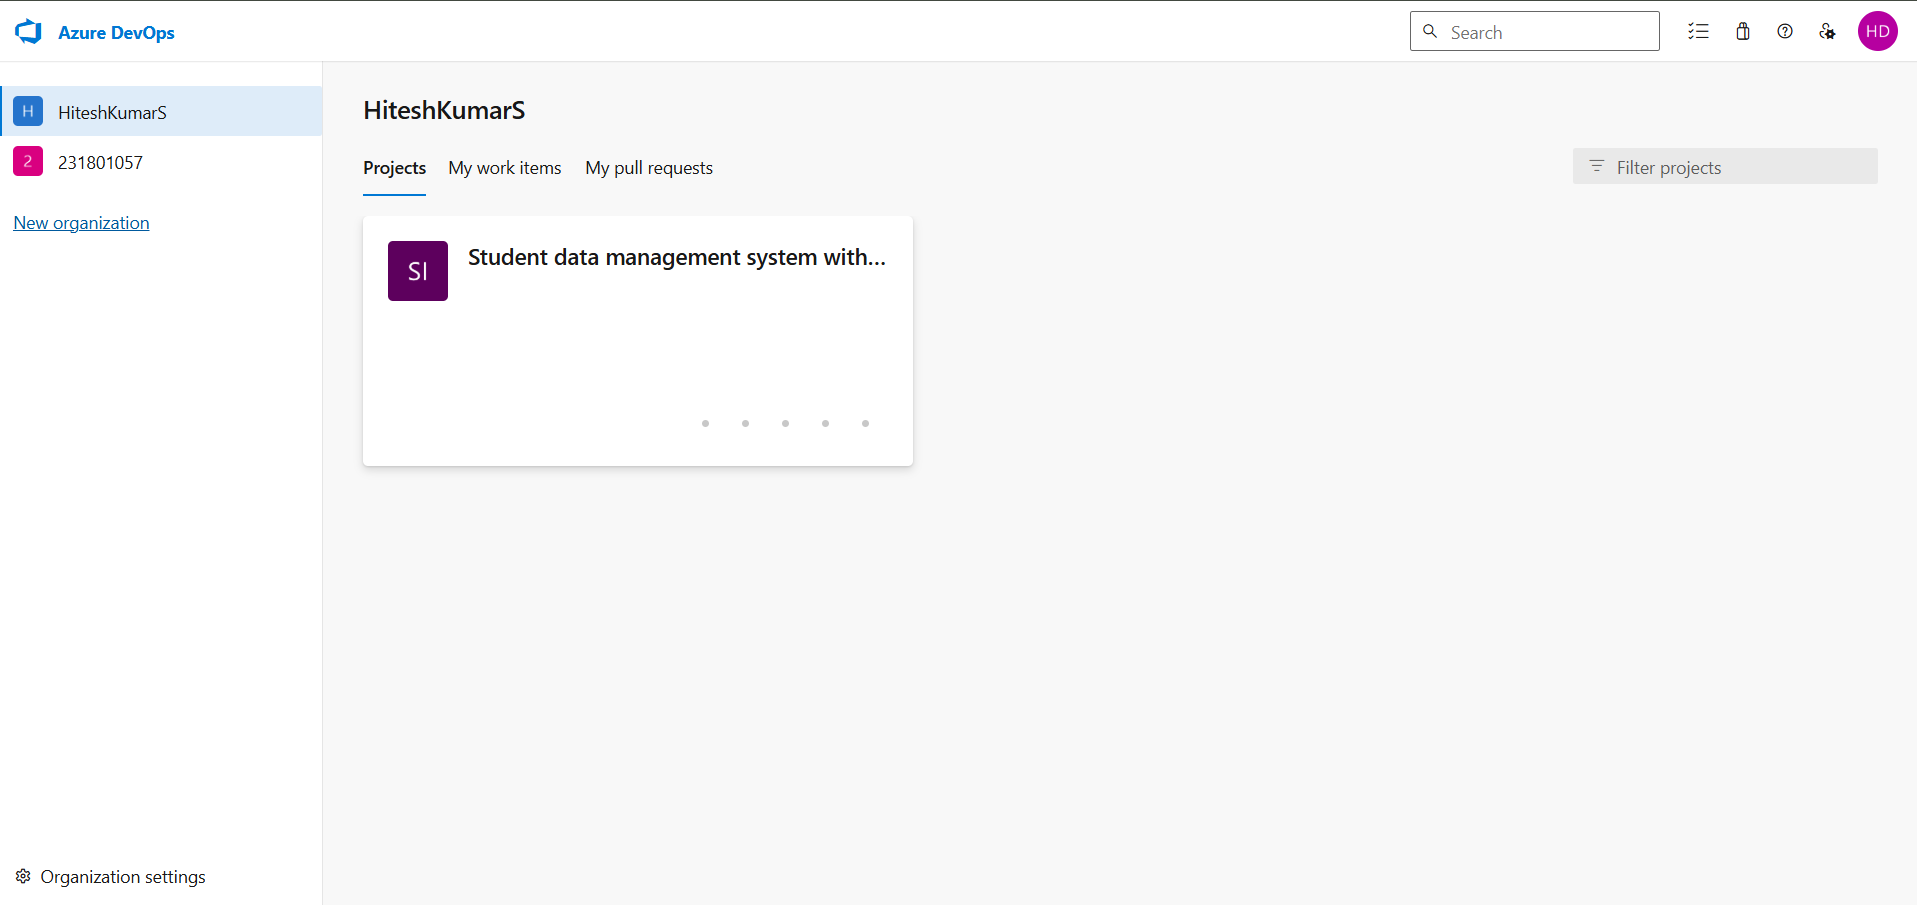 Azure DevOps
Search
HD
H HiteshKumarS
2 231801057
New organization
Organization settings
HiteshKumarS
Projects My work items My pull requests
Filter projects
SI Student data management system with...